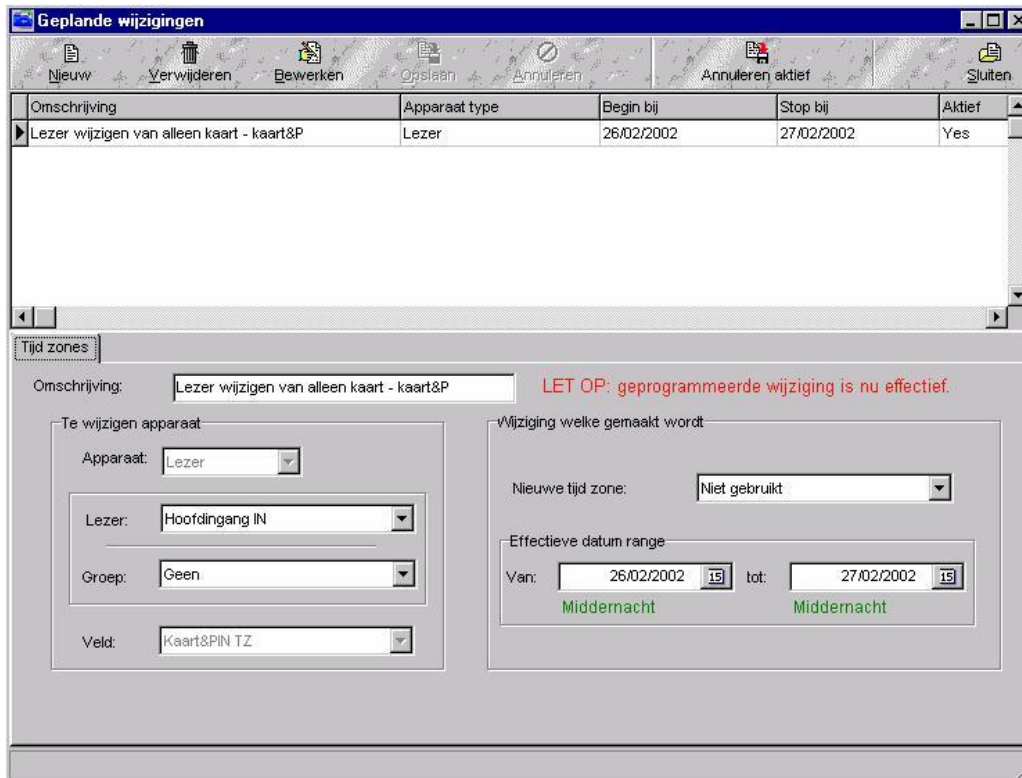 Geplande wijzigingen
Nieuw Verwijderen Bewerken Opslaan Annuleren Annuleren aktief Sluiten
Omschrijving Apparaat type Begin bij Stop bij Aktief
Lezer wijzigen van alleen kaart - kaart&P Lezer 26/02/2002 27/02/2002 Yes
Tijd zones
Omschrijving: Lezer wijzigen van alleen kaart - kaart&P LET OP: geprogrammeerde wijziging is nu effectief.
Te wijzigen apparaat
Apparaat: Lezer
Lezer: Hoofdingang IN
Groep: Geen
Veld: Kaart&PIN TZ
Wijziging welke gemaakt wordt
Nieuwe tijd zone: Niet gebruikt
Effectieve datum range
Van: 26/02/2002 15 tot: 27/02/2002 15
Middernacht Middernacht